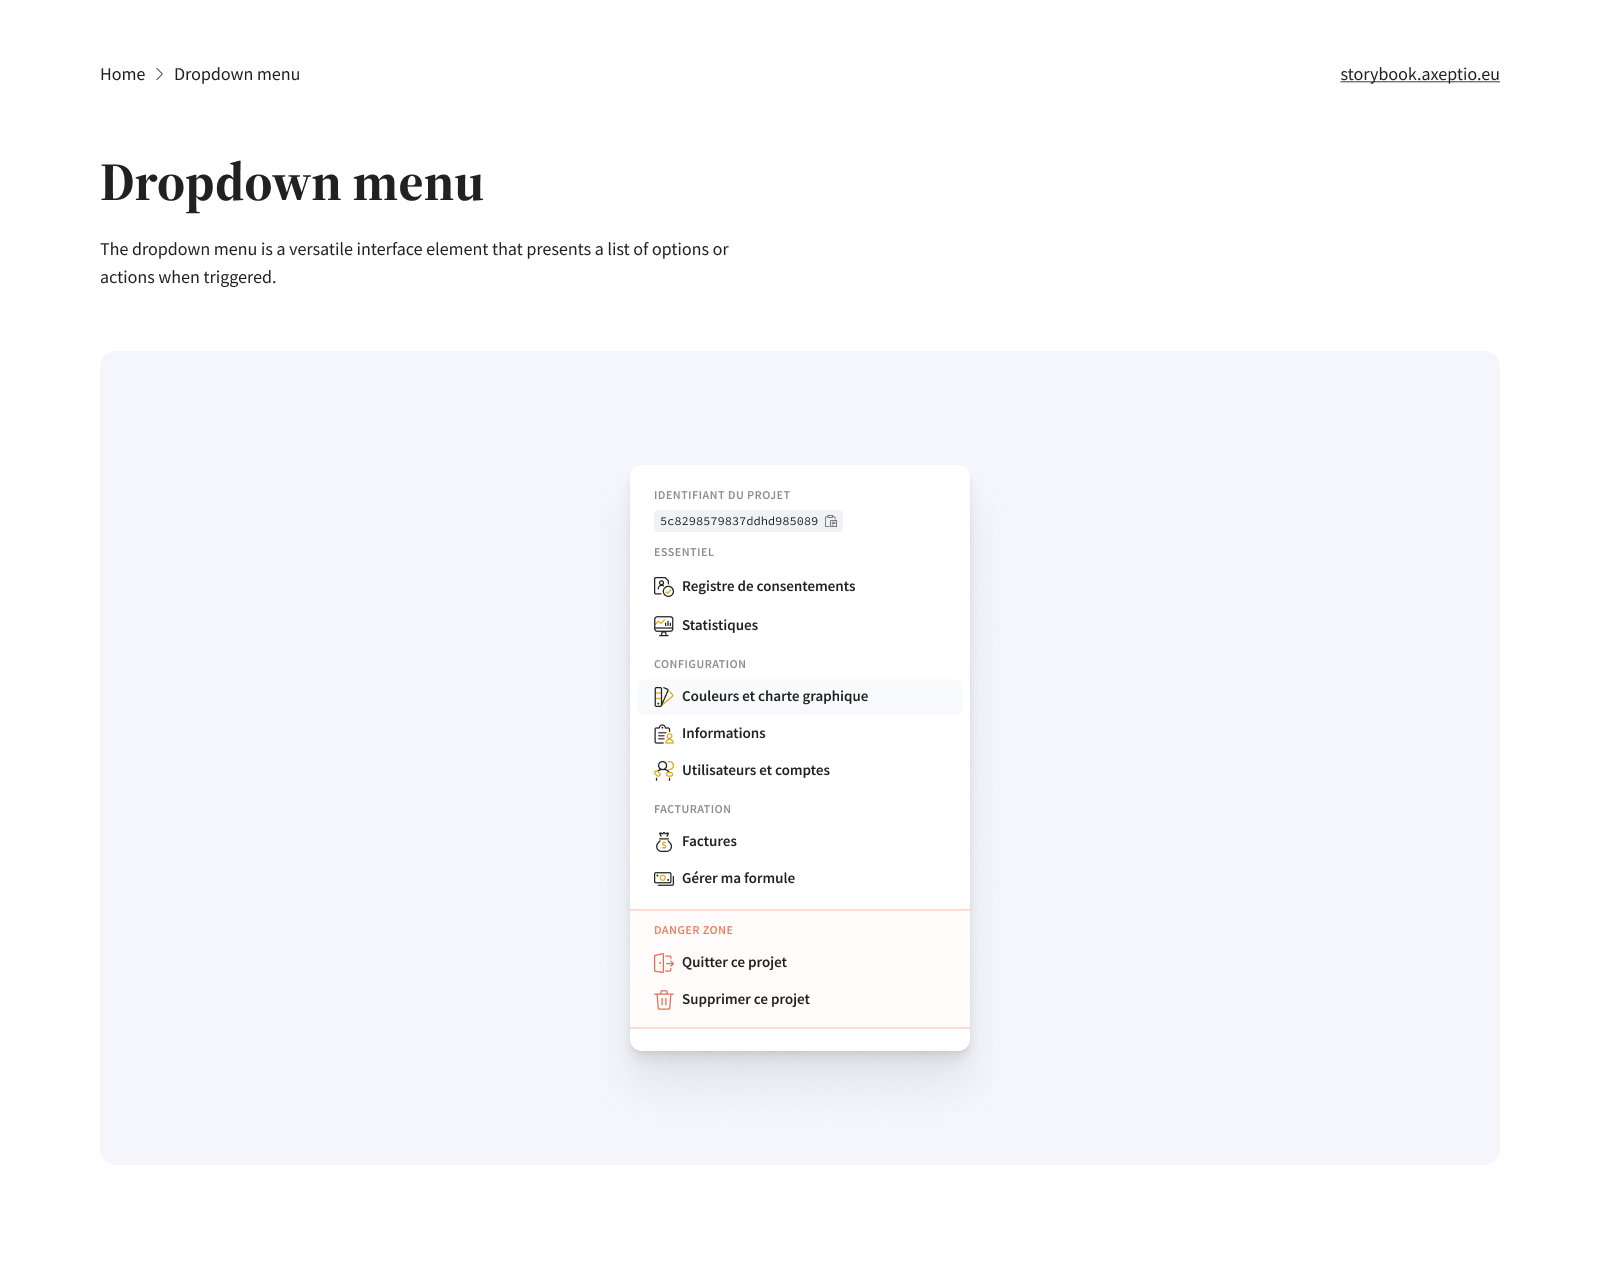 Home > Dropdown menu
storybook.axeptio.eu
Dropdown menu
The dropdown menu is a versatile interface element that presents a list of options or
actions when triggered.
IDENTIFIANT DU PROJET
5c8298579837ddhd985089
ESSENTIEL
Registre de consentements
Statistiques
CONFIGURATION
Couleurs et charte graphique
Informations
Utilisateurs et comptes
FACTURATION
Factures
Gérer ma formule
DANGER ZONE
Quitter ce projet
Supprimer ce projet